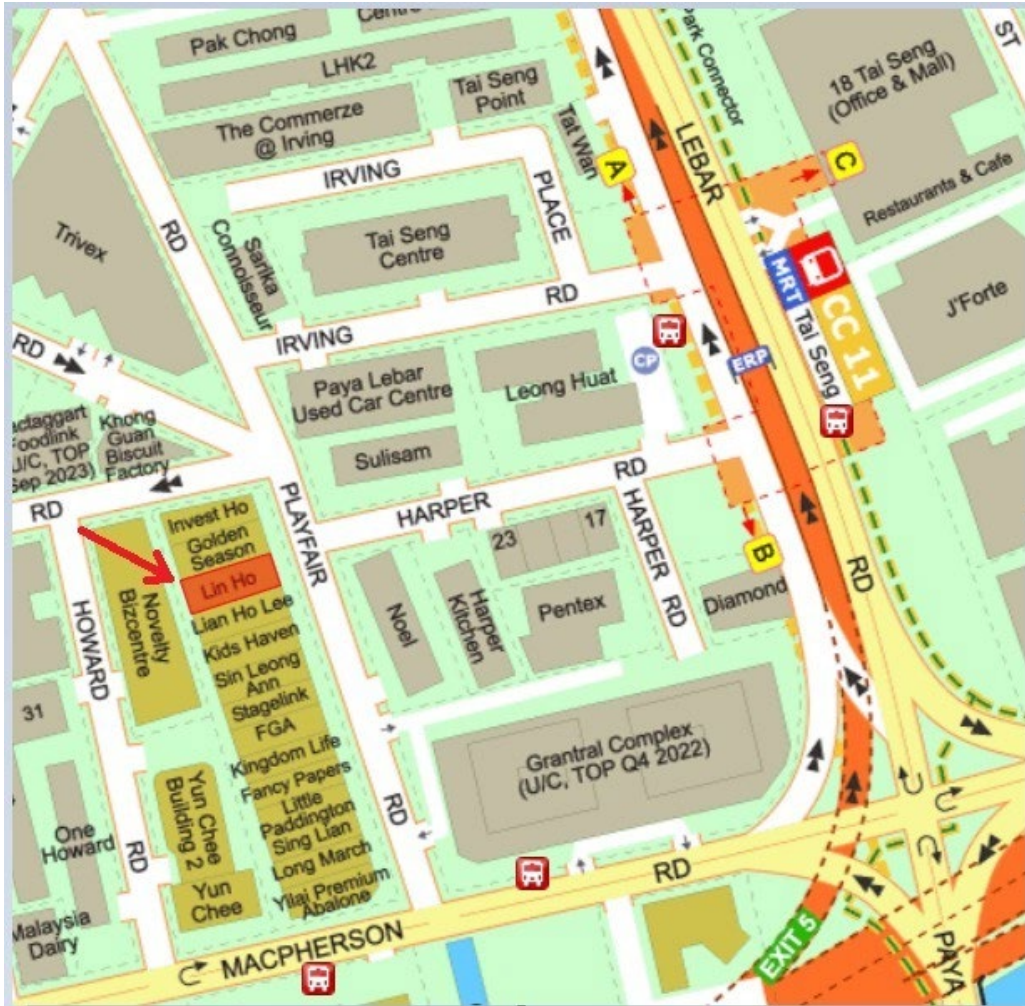 Pak Chong
LHK2
Tai Seng
Point
The Commerze
@ Irving
Tat Wan
A
LEBAR
Park Connector
18 Tai Seng
(Office & Mall)
ST
C
Restaurants & Cafe
Trivex
RD
IRVING
PLACE
Sarika
Connoisseur
Tai Seng
Centre
IRVING
RD
MRT
Tai Seng
CC 11
J'Forte
CP
ERP
RD
Paya Lebar
Used Car Centre
Leong Huat
Sulisam
Khong
Guan
Biscuit
Factory
Foodlink
RD
PLAYFAIR
HARPER
RD
HARPER
RD
B
RD
Invest Ho
Golden
Season
Lin Ho
Lian Ho Lee
Kids Haven
Sin Leong
Ann
Stagelink
FGA
Kingdom Life
Fancy Papers
Little
Paddington
Sing Lian
Long March
Yilai Premium
Abalone
Novelty
Bizcentre
HOWARD
RD
Noel
Harper
Kitchen
23
17
Pentex
Diamond
Grantral Complex
(U/C, TOP Q4 2022)
31
One
Howard
Yun Chee
Building 2
Yun
Chee
Malaysia
Dairy
RD
MACPHERSON
RD
EXIT 5
PAYA